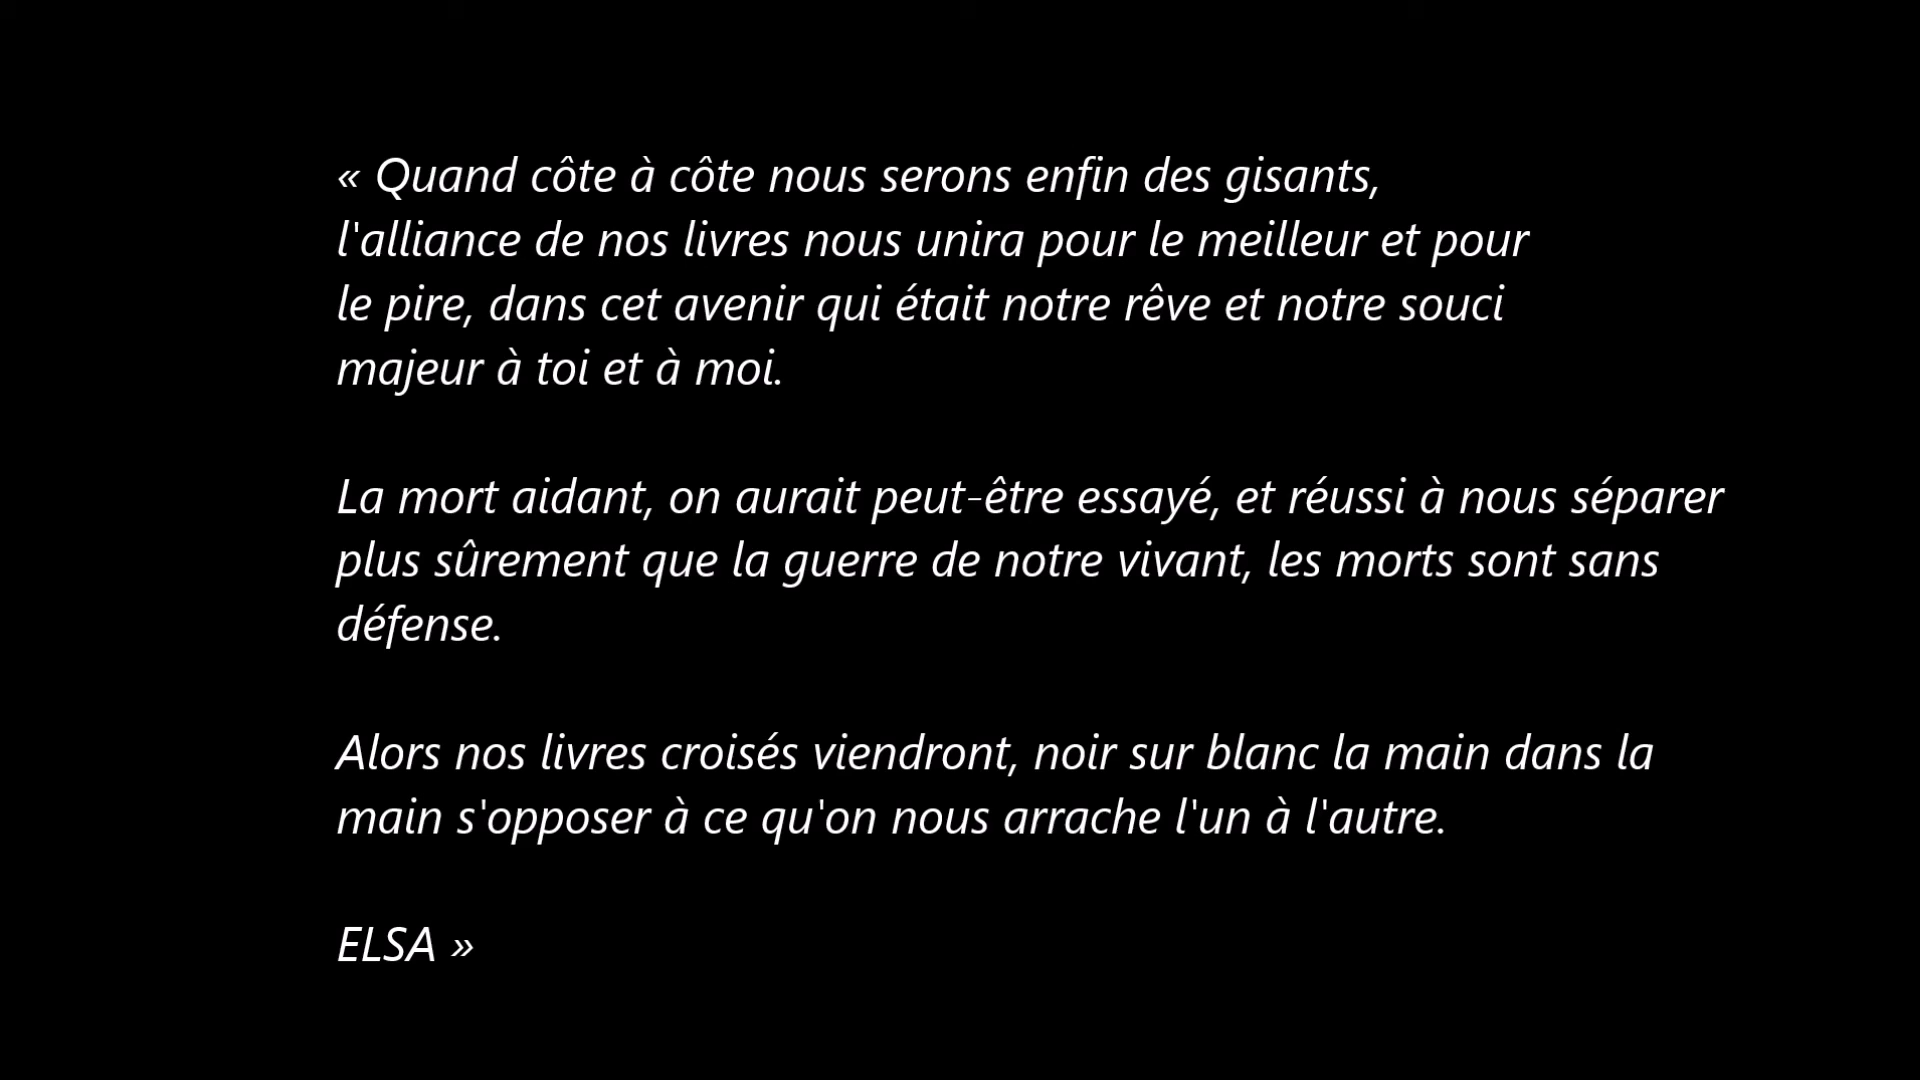 « Quand côte à côte nous serons enfin des gisants,
l'alliance de nos livres nous unira pour le meilleur et pour
le pire, dans cet avenir qui était notre rêve et notre souci
majeur à toi et à moi.
La mort aidant, on aurait peut-être essayé, et réussi à nous séparer
plus sûrement que la guerre de notre vivant, les morts sont sans
défense.
Alors nos livres croisés viendront, noir sur blanc la main dans la
main s'opposer à ce qu'on nous arrache l'un à l'autre.
ELSA »